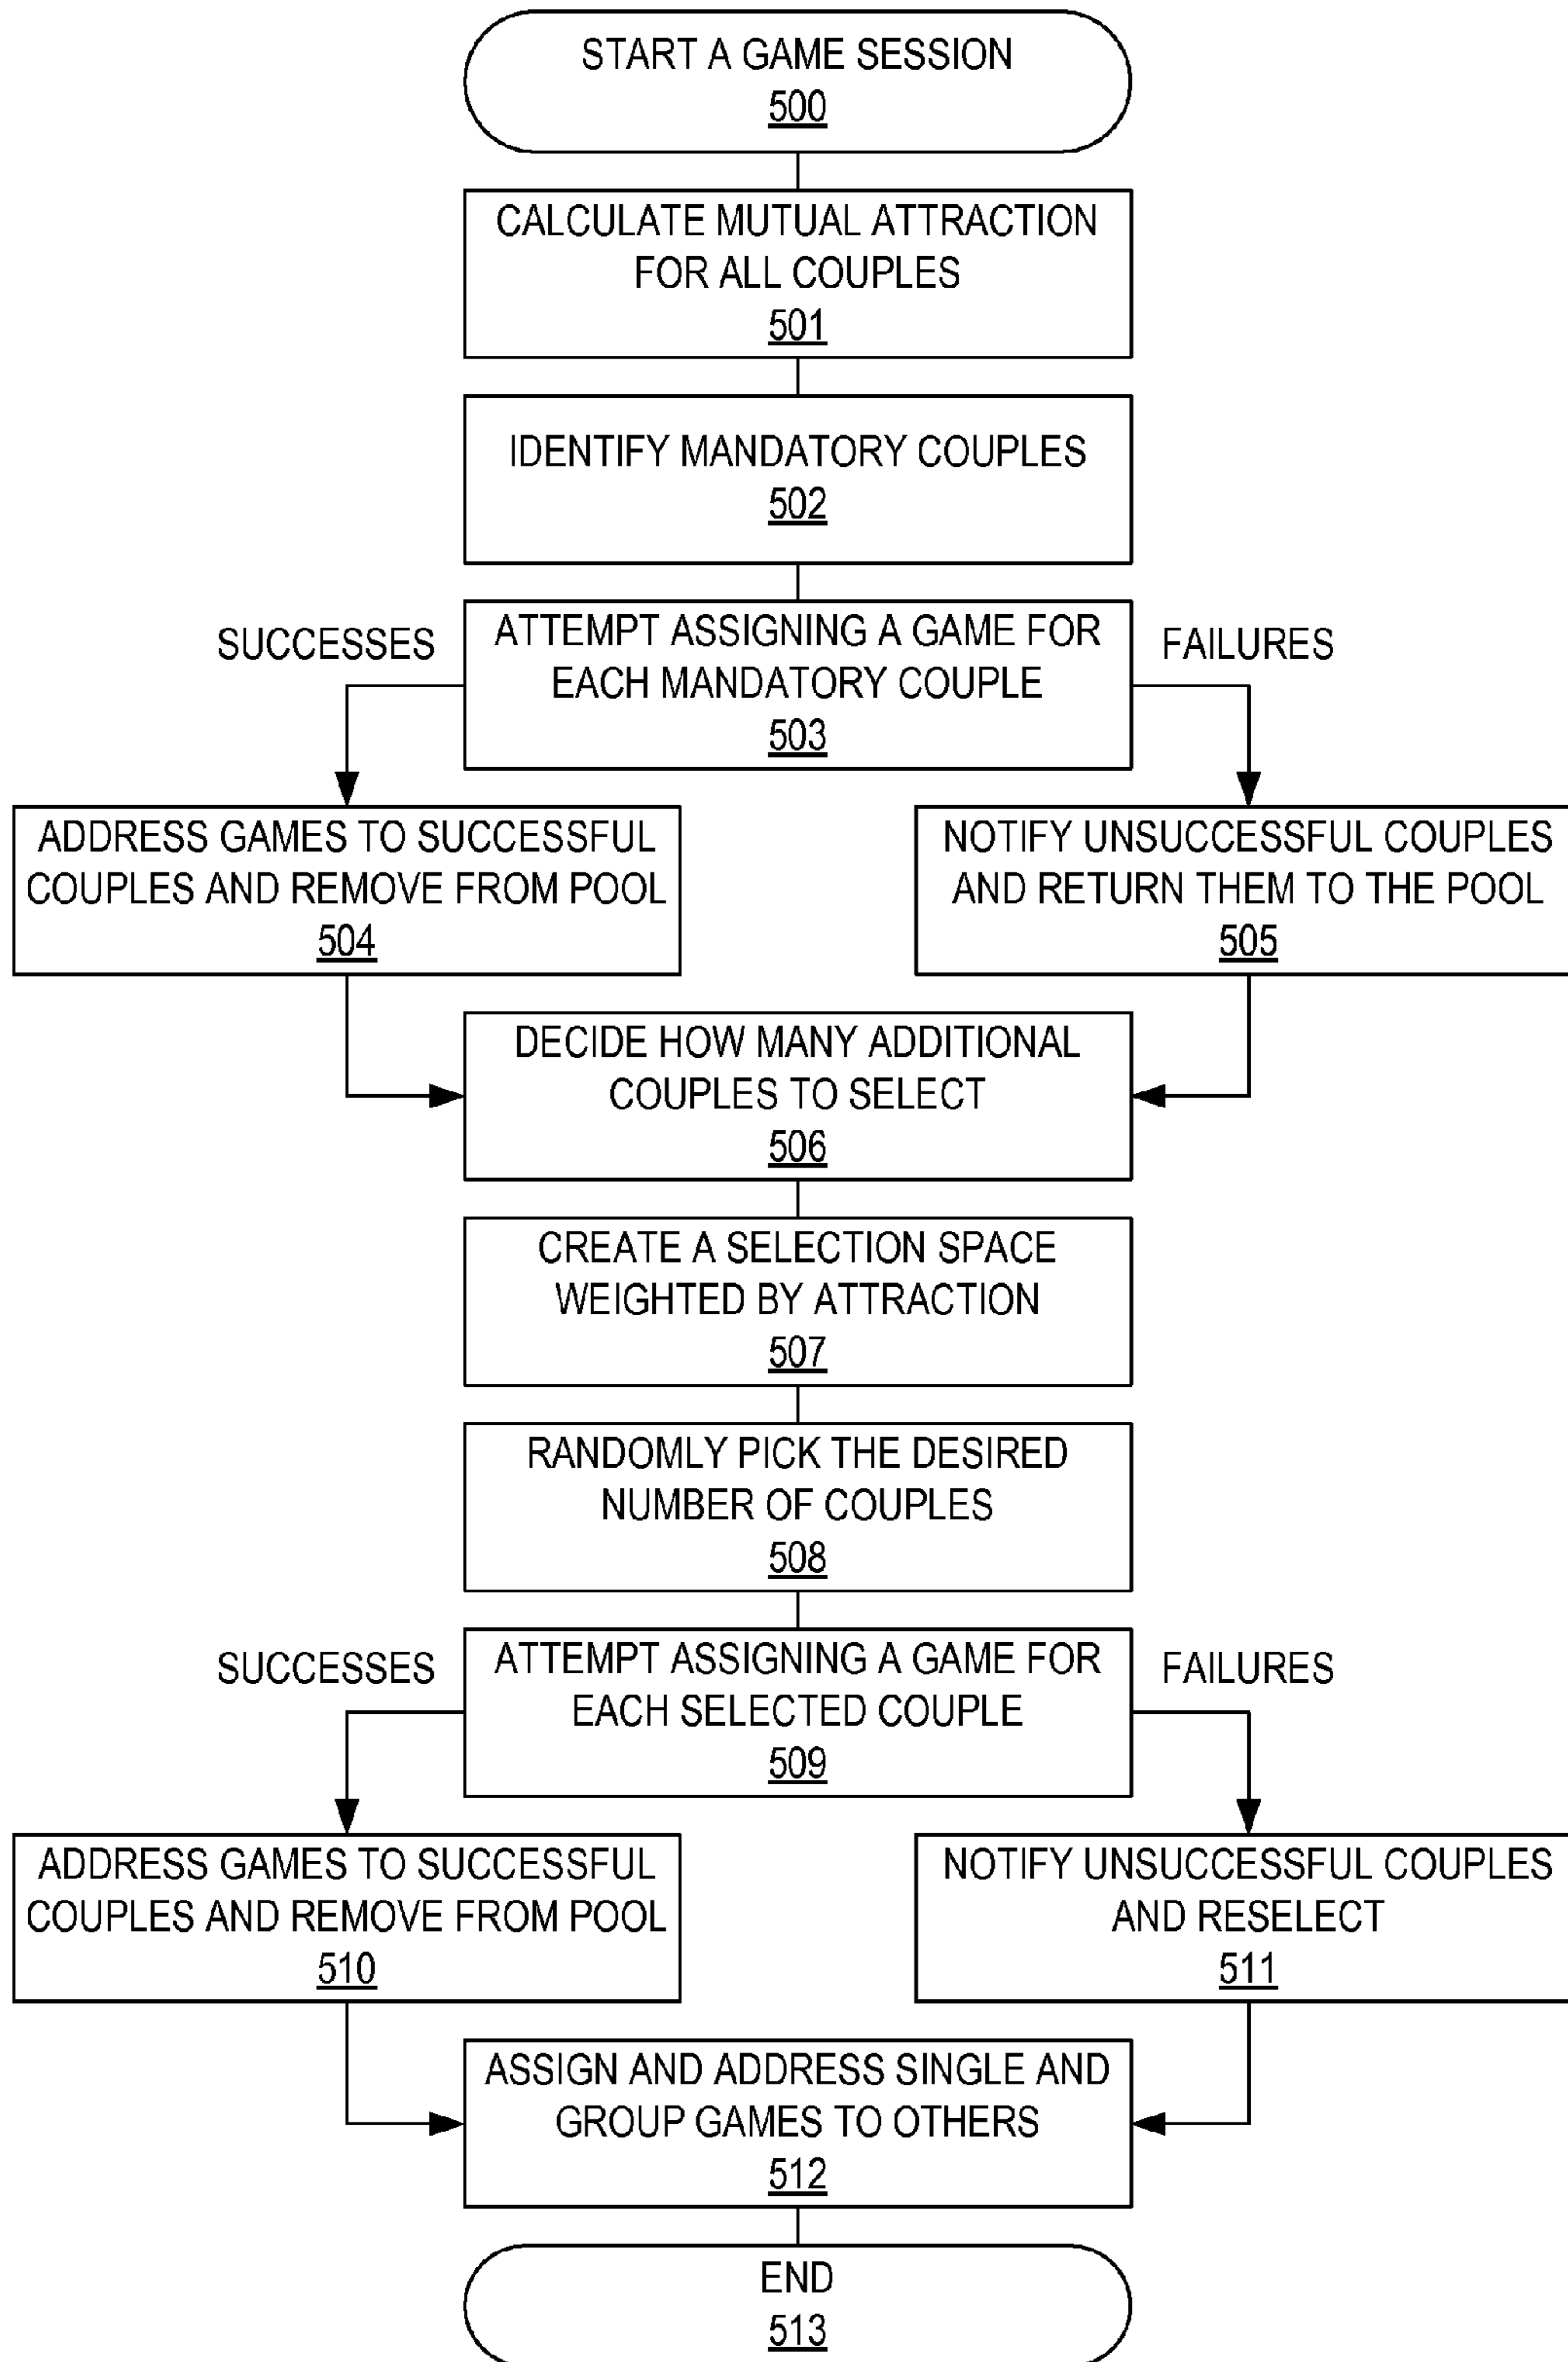 START A GAME SESSION
500
CALCULATE MUTUAL ATTRACTION
FOR ALL COUPLES
501
IDENTIFY MANDATORY COUPLES
502
SUCCESSES
ATTEMPT ASSIGNING A GAME FOR
EACH MANDATORY COUPLE
503
FAILURES
ADDRESS GAMES TO SUCCESSFUL
COUPLES AND REMOVE FROM POOL
504
NOTIFY UNSUCCESSFUL COUPLES
AND RETURN THEM TO THE POOL
505
DECIDE HOW MANY ADDITIONAL
COUPLES TO SELECT
506
CREATE A SELECTION SPACE
WEIGHTED BY ATTRACTION
507
RANDOMLY PICK THE DESIRED
NUMBER OF COUPLES
508
SUCCESSES
ATTEMPT ASSIGNING A GAME FOR
EACH SELECTED COUPLE
509
FAILURES
ADDRESS GAMES TO SUCCESSFUL
COUPLES AND REMOVE FROM POOL
510
NOTIFY UNSUCCESSFUL COUPLES
AND RESELECT
511
ASSIGN AND ADDRESS SINGLE AND
GROUP GAMES TO OTHERS
512
END
513